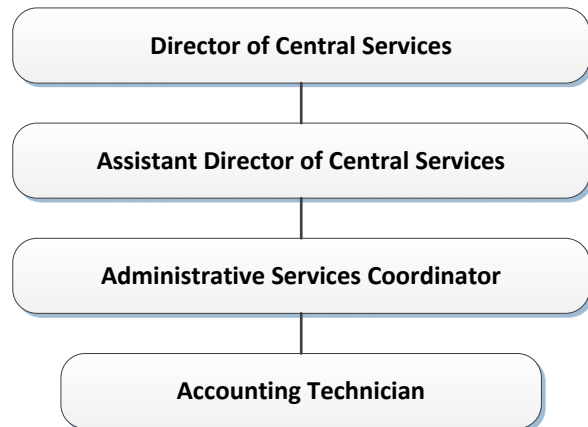 Director of Central Services
Assistant Director of Central Services
Administrative Services Coordinator
Accounting Technician